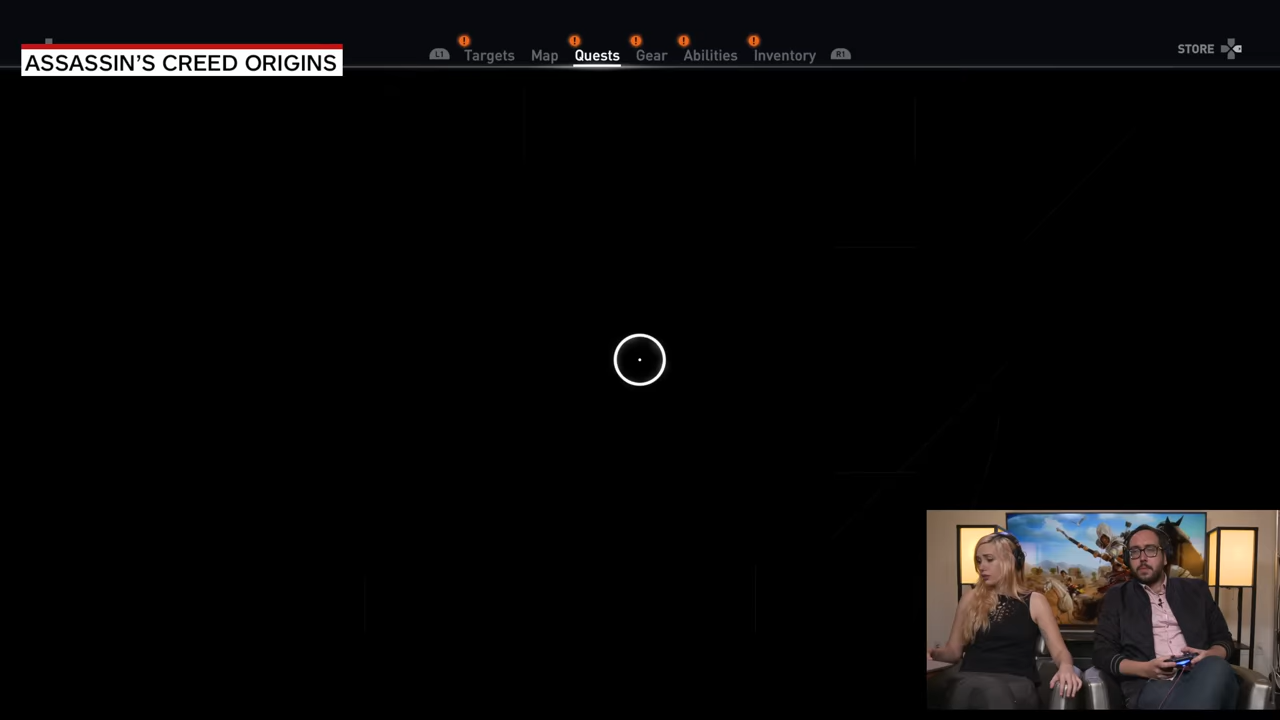 ASSASSIN'S CREED ORIGINS
L1 Targets Map Quests Gear Abilities Inventory R1
STORE